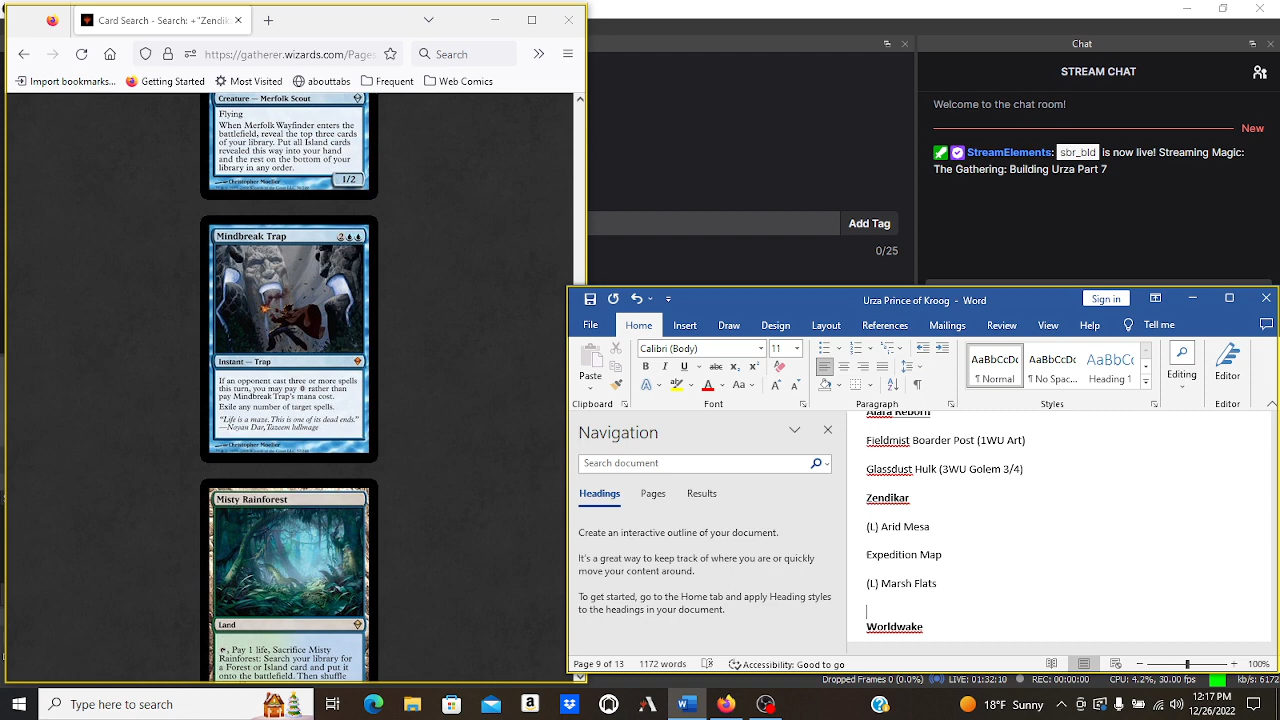 Card Search - Search: +"Zendik
https://gatherer.wizards.com/Pages
Search
Import bookmarks...
Getting Started
Most Visited
abouttabs
Frequent
Web Comics
Creature — Merfolk Scout
Flying
When Merfolk Wayfinder enters the
battlefield, reveal the top three cards
of your library. Put all Island cards
revealed this way into your hand
and the rest on the bottom of your
library in any order.
1/2
Mindbreak Trap
2
Instant — Trap
If an opponent cast three or more spells
this turn, you may pay 0 rather than
pay Mindbreak Trap's mana cost.
Exile any number of target spells.
"Life is a maze. This is one of its dead ends."
—Noyan Dar, Tazeem lullmage
Christopher Moeller
Misty Rainforest
Land
, Pay 1 life, Sacrifice Misty
Rainforest: Search your library for
a Forest or Island card and put it
onto the battlefield. Then shuffle
Add Tag
0/25
Chat
STREAM CHAT
Welcome to the chat room!
New
StreamElements: sbr_bld is now live! Streaming Magic:
The Gathering: Building Urza Part 7
Urza Prince of Kroog - Word
Sign in
File
Home
Insert
Draw
Design
Layout
References
Mailings
Review
View
Help
Tell me
Paste
Clipboard
Calibri (Body)
11
Font
Paragraph
AaBbCcDc
¶ Normal
AaBbCcDc
¶ No Spac...
AaBbCc
Heading 1
Styles
Editing
Editor
Editor
Navigation
Search document
Headings
Pages
Results
Create an interactive outline of your document.
It's a great way to keep track of where you are or quickly
move your content around.
To get started, go to the Home tab and apply Heading styles
to the headings in your document.
Alara Reborn
Fieldmist Boarder Post (1WU Art)
Glassdust Hulk (3WU Golem 3/4)
Zendikar
(L) Arid Mesa
Expedition Map
(L) Marsh Flats
Worldwake
Page 9 of 13
1172 words
Accessibility: Good to go
100%
Dropped Frames 0 (0.0%)
LIVE: 01:32:10
REC: 00:00:00
CPU: 4.2%, 30.00 fps
kb/s: 6172
Type here to search
18°F Sunny
12:17 PM
12/26/2022